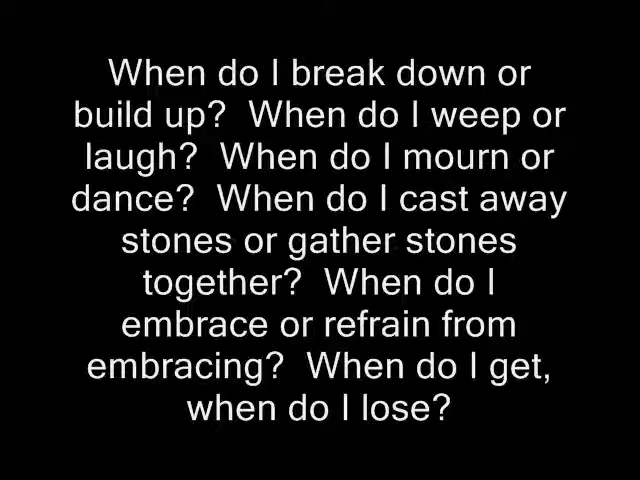 When do I break down or
build up?  When do I weep or
laugh?  When do I mourn or
dance?  When do I cast away
stones or gather stones
together?  When do I
embrace or refrain from
embracing?  When do I get,
when do I lose?